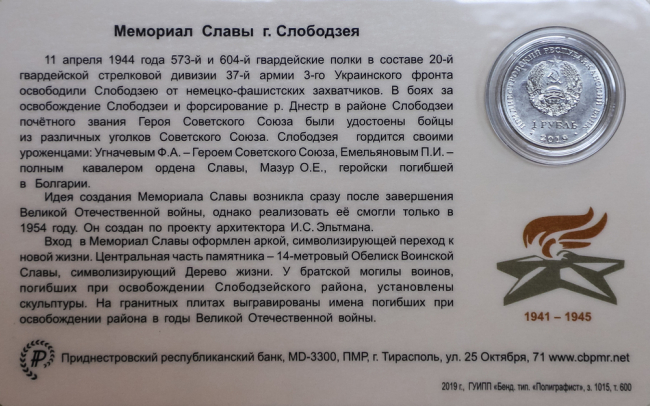 Мемориал Славы г. Слободзея
11 апреля 1944 года 573-й и 604-й гвардейские полки в составе 20-й
гвардейской стрелковой дивизии 37-й армии 3-го Украинского фронта
освободили Слободзею от немецко-фашистских захватчиков. В боях за
освобождение Слободзеи и форсирование р. Днестр в районе Слободзеи
почётного звания Героя Советского Союза были удостоены бойцы
из различных уголков Советского Союза. Слободзея гордится своими
уроженцами: Угначевым Ф.А. – Героем Советского Союза, Емельяновым П.И. –
полным кавалером ордена Славы, Мазур О.Е., геройски погибшей
в Болгарии.
Идея создания Мемориала Славы возникла сразу после завершения
Великой Отечественной войны, однако реализовать её смогли только в
1954 году. Он создан по проекту архитектора И.С. Эльтмана.
Вход в Мемориал Славы оформлен аркой, символизирующей переход к
новой жизни. Центральная часть памятника – 14-метровый Обелиск Воинской
Славы, символизирующий Дерево жизни. У братской могилы воинов,
погибших при освобождении Слободзейского района, установлены
скульптуры. На гранитных плитах выгравированы имена погибших при
освобождении района в годы Великой Отечественной войны.
ПРИДНЕСТРОВСКАЯ МОЛДАВСКАЯ РЕСПУБЛИКА
1 РУБЛЬ
2019
1941 – 1945
Приднестровский республиканский банк, MD-3300, ПМР, г. Тирасполь, ул. 25 Октября, 71 www.cbpmr.net
2019 г., ГУИПП «Бенд. тип. «Полиграфист», з. 1015, т. 600